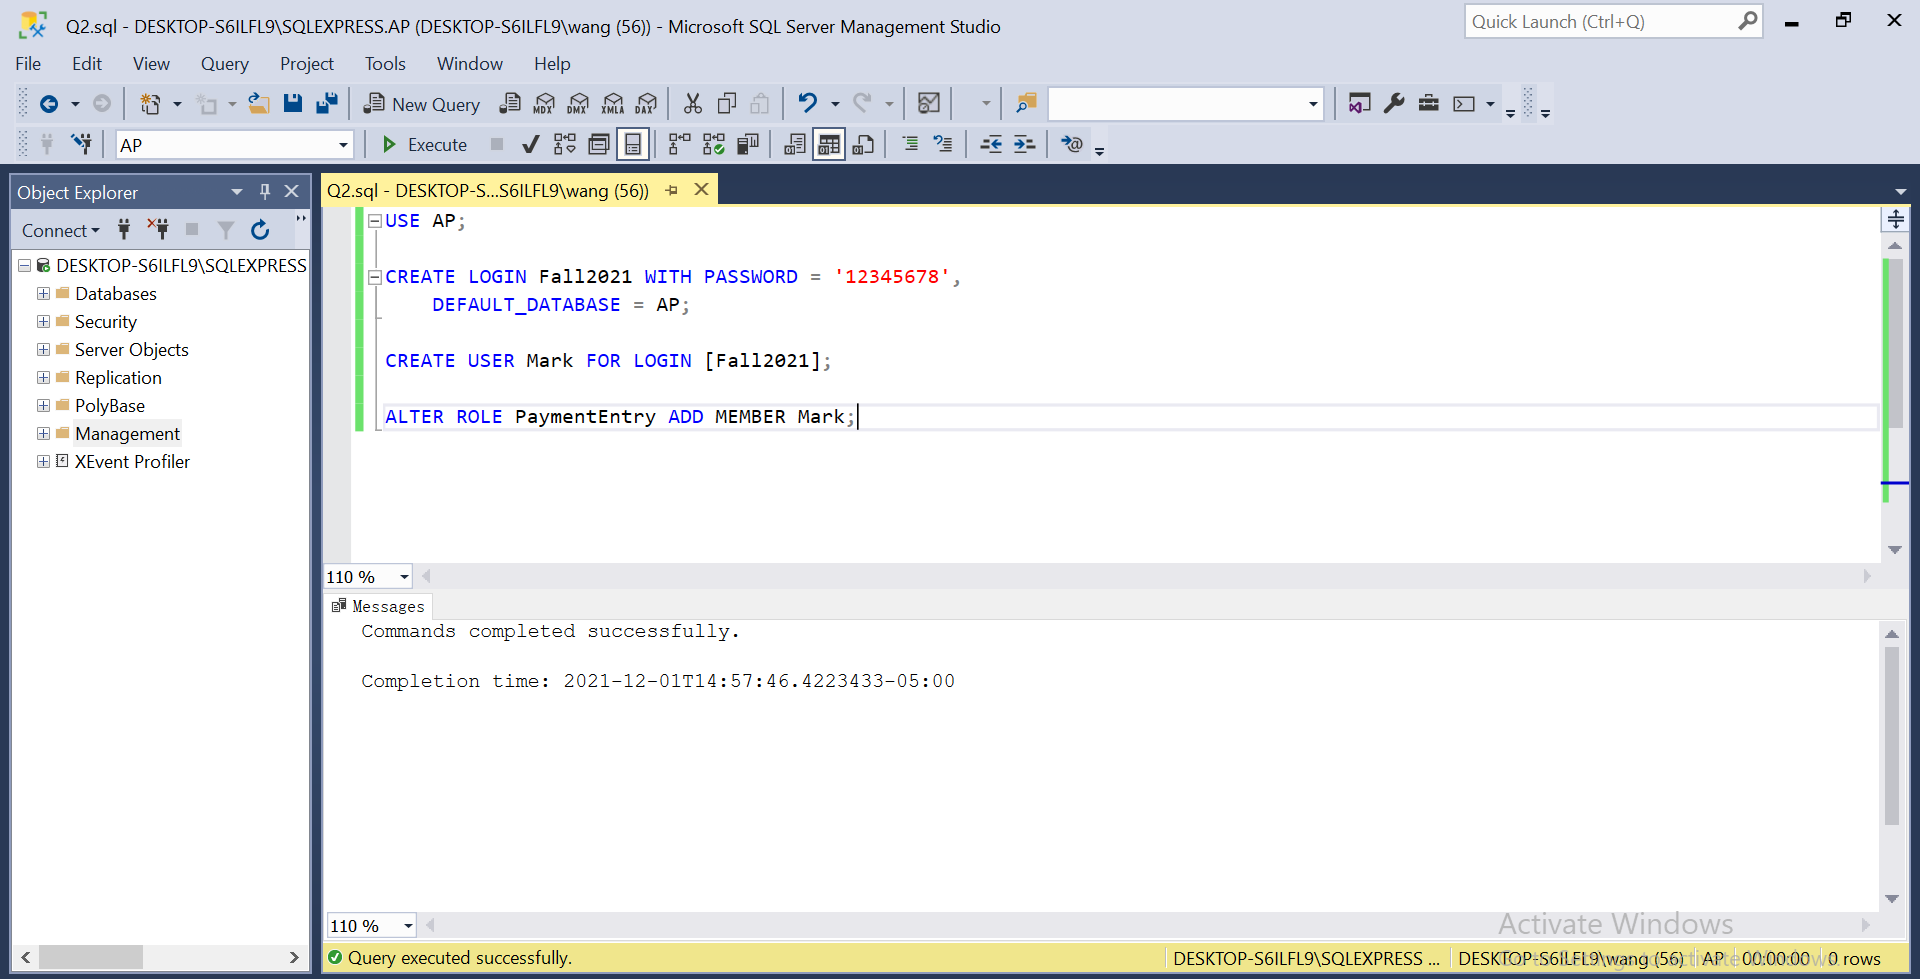 Q2.sql - DESKTOP-S6ILFL9\SQLEXPRESS.AP (DESKTOP-S6ILFL9\wang (56)) - Microsoft SQL Server Management Studio
Quick Launch (Ctrl+Q)
File Edit View Query Project Tools Window Help
New Query MDX DMX XMLA DAX
AP Execute
Object Explorer
Connect
DESKTOP-S6ILFL9\SQLEXPRESS
Databases
Security
Server Objects
Replication
PolyBase
Management
XEvent Profiler
Q2.sql - DESKTOP-S...S6ILFL9\wang (56))
USE AP;
CREATE LOGIN Fall2021 WITH PASSWORD = '12345678',
DEFAULT_DATABASE = AP;
CREATE USER Mark FOR LOGIN [Fall2021];
ALTER ROLE PaymentEntry ADD MEMBER Mark;
110 %
Messages
Commands completed successfully.
Completion time: 2021-12-01T14:57:46.4223433-05:00
110 %
Activate Windows
Query executed successfully.
DESKTOP-S6ILFL9\SQLEXPRESS ... DESKTOP-S6ILFL9\wang (56) AP 00:00:00 0 rows